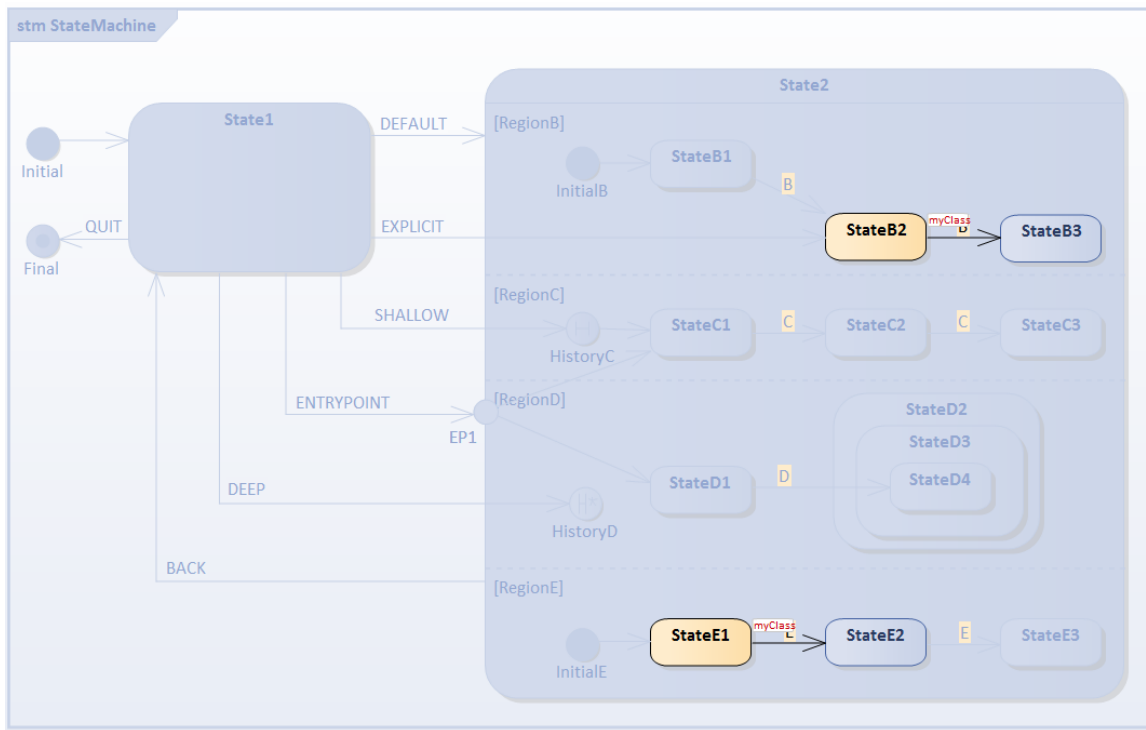 stm StateMachine
State2
State1
DEFAULT
[RegionB]
StateB1
Initial
InitialB
B
QUIT
EXPLICIT
StateB2
myClass
StateB3
Final
[RegionC]
SHALLOW
HistoryC
StateC1
C
StateC2
C
StateC3
ENTRYPOINT
[RegionD]
EP1
StateD2
StateD3
StateD4
StateD1
D
DEEP
H*
HistoryD
BACK
[RegionE]
InitialE
StateE1
myClass
StateE2
E
StateE3